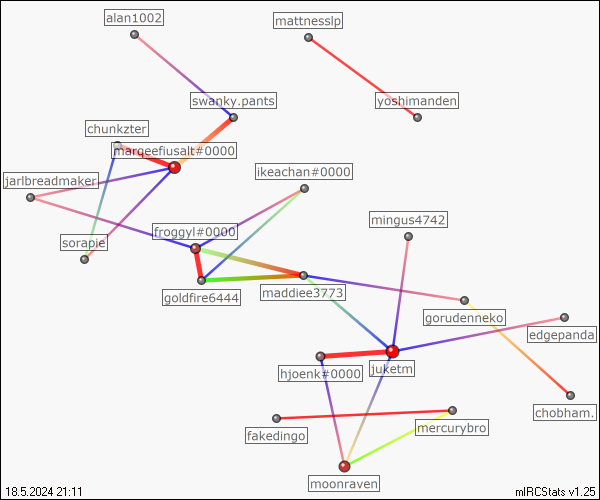 alan1002
mattnesslp
swanky.pants
yoshimanden
chunkzter
marqeefiusalt#0000
ikeachan#0000
jarlbreadmaker
mingus4742
froggyl#0000
sorapie
goldfire6444
maddiee3773
gorudenneko
edgepanda
hjoenk#0000
juketm
chobham.
mercurybro
fakedingo
moonraven
18.5.2024 21:11
mIRCStats v1.25